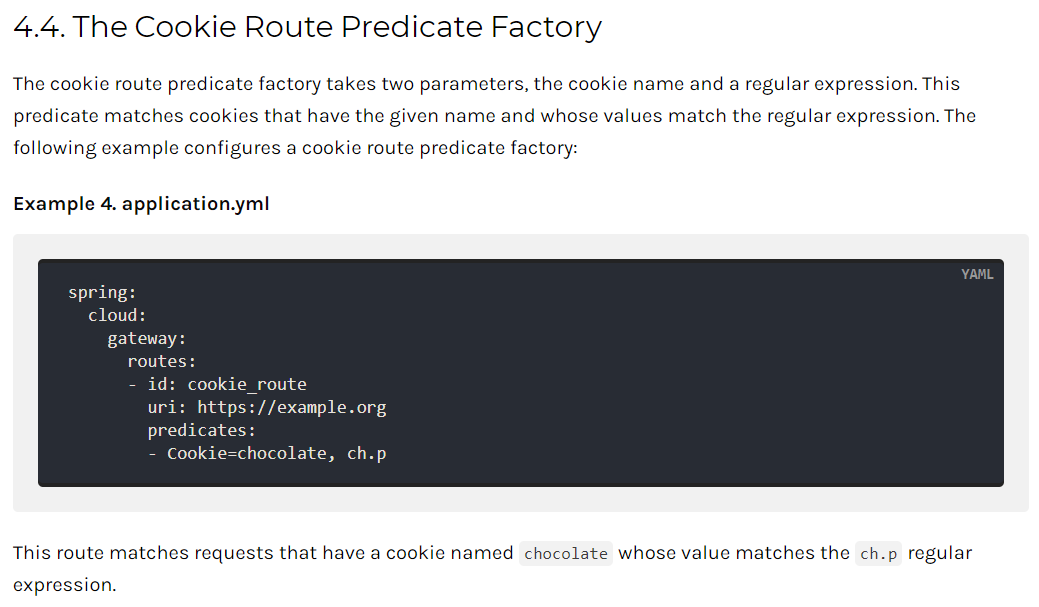 4.4. The Cookie Route Predicate Factory
The cookie route predicate factory takes two parameters, the cookie name and a regular expression. This
predicate matches cookies that have the given name and whose values match the regular expression. The
following example configures a cookie route predicate factory:
Example 4. application.yml
YAML
spring:
  cloud:
    gateway:
      routes:
      - id: cookie_route
        uri: https://example.org
        predicates:
        - Cookie=chocolate, ch.p
This route matches requests that have a cookie named chocolate whose value matches the ch.p regular
expression.